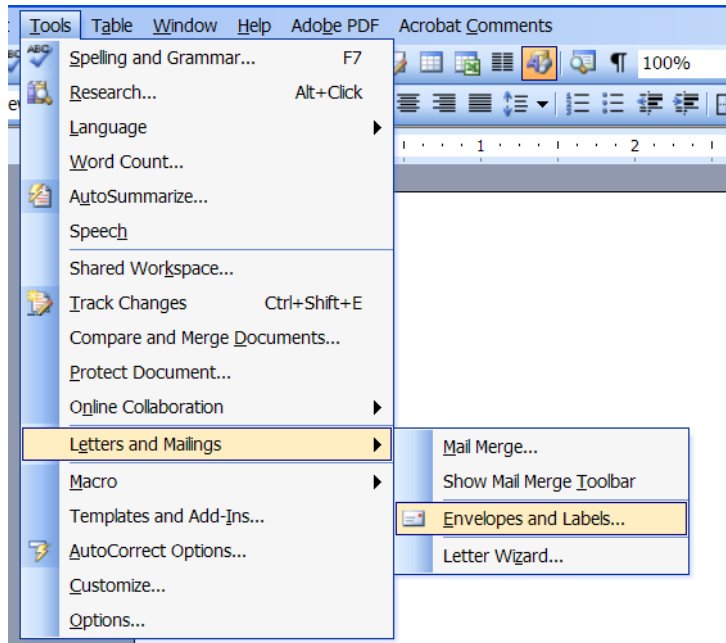 Tools Table Window Help Adobe PDF Acrobat Comments
Spelling and Grammar... F7
100%
Research... Alt+Click
Language
1 2
Word Count...
AutoSummarize...
Speech
Shared Workspace...
Track Changes Ctrl+Shift+E
Compare and Merge Documents...
Protect Document...
Online Collaboration
Letters and Mailings
Mail Merge...
Macro
Show Mail Merge Toolbar
Templates and Add-Ins...
Envelopes and Labels...
AutoCorrect Options...
Letter Wizard...
Customize...
Options...